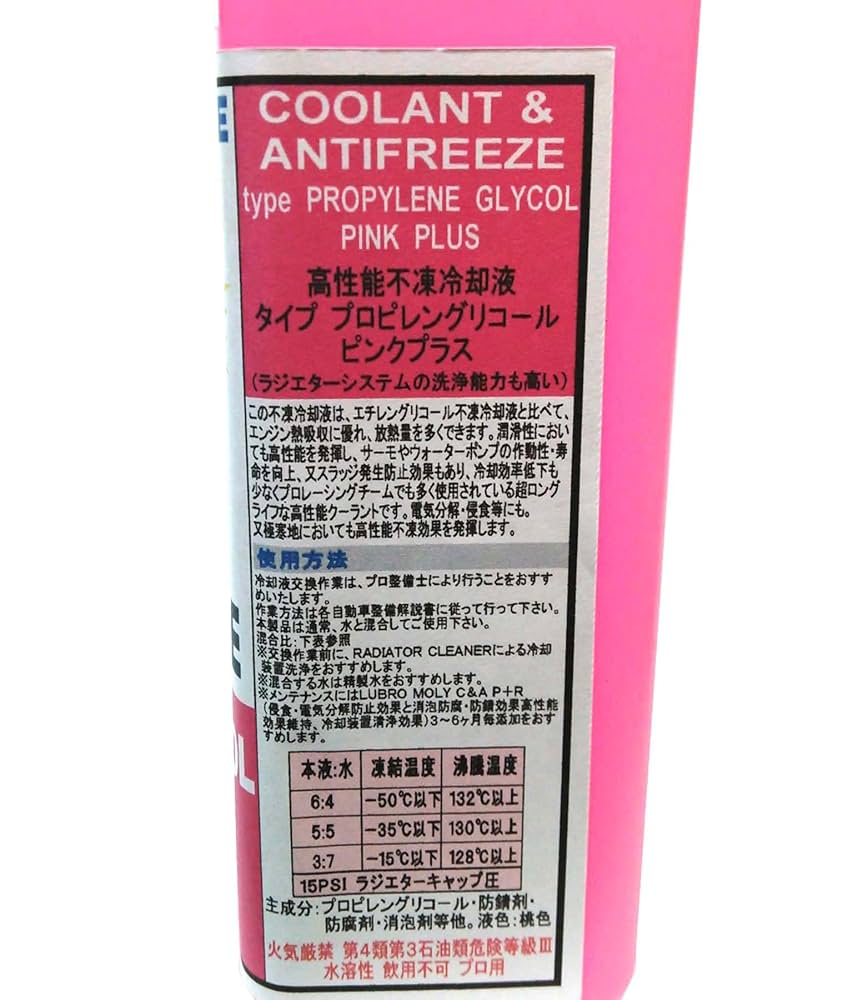 E
COOLANT &
ANTIFREEZE
type PROPYLENE GLYCOL
PINK PLUS
高性能不凍冷却液
タイプ プロピレングリコール
ピンクプラス
(ラジエターシステムの洗浄能力も高い)
この不凍冷却液は、エチレングリコール不凍冷却液と比べて、
エンジン熱吸収に優れ、放熱量を多くできます。潤滑性におい
ても高性能を発揮し、サーモやウォーターポンプの作動性・寿
命を向上、又スラッジ発生防止効果もあり、冷却効率低下も
少なくプロレーシングチームでも多く使用されている超ロング
ライフな高性能クーラントです。電気分解・侵食等にも。
又極寒地においても高性能不凍効果を発揮します。
使用方法
冷却液交換作業は、プロ整備士により行うことをおすす
めいたします。
作業方法は各自動車整備解説書に従って行って下さい。
本製品は通常、水と混合してご使用下さい。
混合比:下表参照
※交換作業前に、RADIATOR CLEANERによる冷却
装置洗浄をおすすめします。
※混合する水は精製水をおすすめします。
※メンテナンスにはLUBRO MOLY C&A P+R
(侵食・電気分解防止効果と消泡防腐・防錆効果高性能
効果維持、冷却装置清浄効果)3～6ヶ月毎添加をおす
すめします。
本液:水 凍結温度 沸騰温度
6:4 −50℃以下 132℃以上
5:5 −35℃以下 130℃以上
3:7 −15℃以下 128℃以上
15PSI ラジエターキャップ圧
主成分:プロピレングリコール・防錆剤・
防腐剤・消泡剤等他。液色:桃色
火気厳禁 第4類第3石油類危険等級Ⅲ
水溶性 飲用不可 プロ用
E
OL